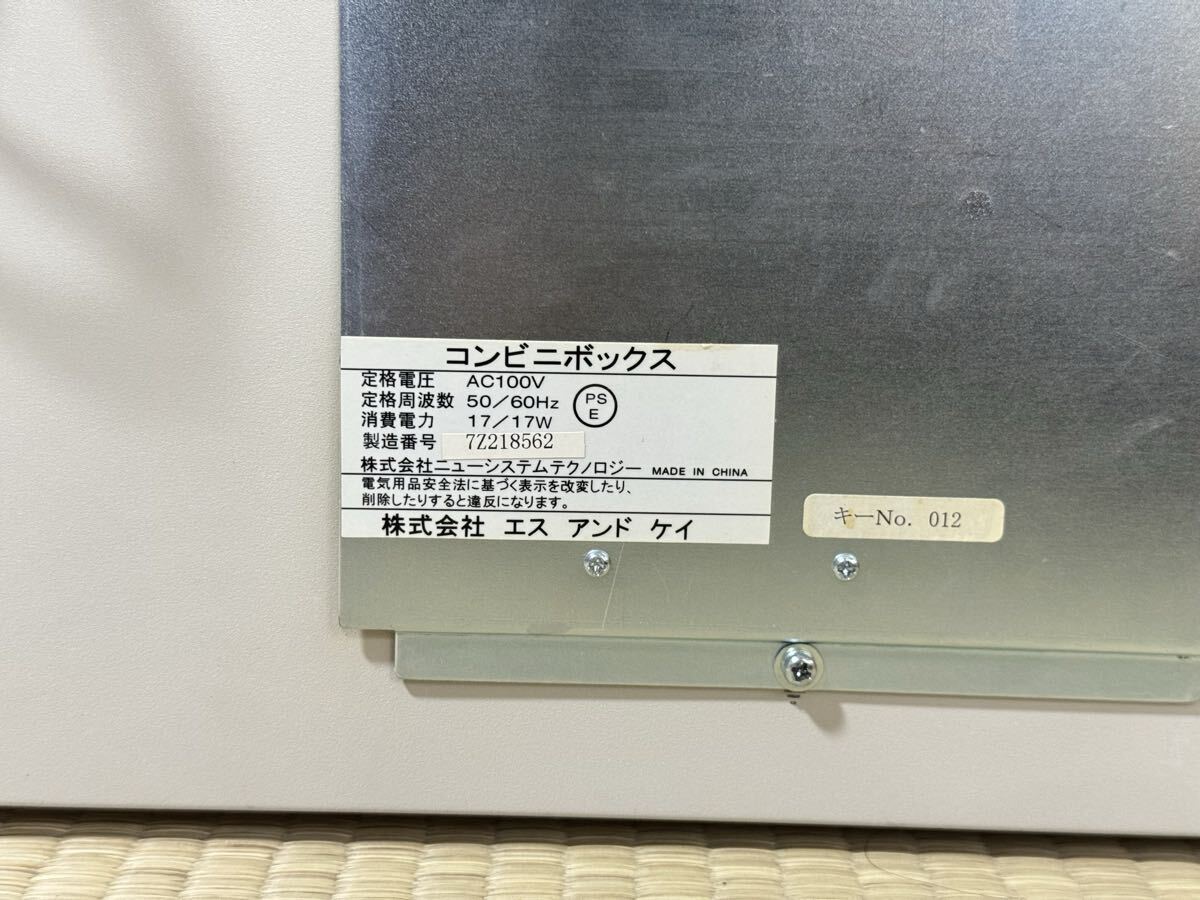 コンビニボックス
定格電圧 AC100V
定格周波数 50／60Hz
PS
E
消費電力 17／17W
製造番号 7Z218562
株式会社ニューシステムテクノロジー MADE IN CHINA
電気用品安全法に基づく表示を改変したり、
削除したりすると違反になります。
株式会社 エス アンド ケイ
キーNo. 012